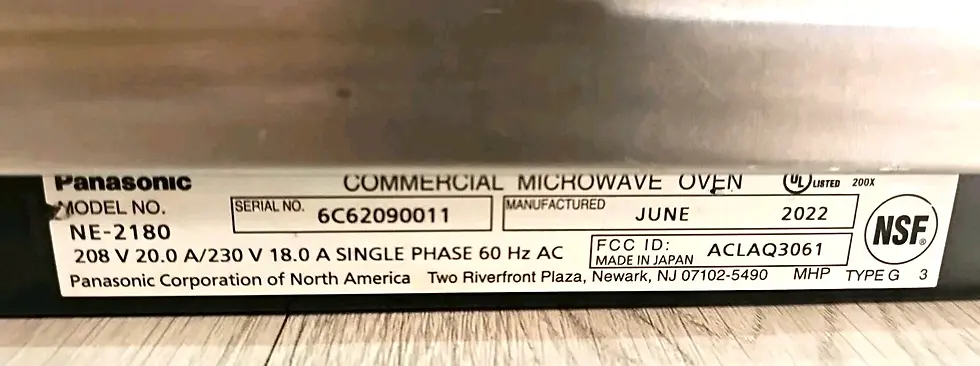 Panasonic COMMERCIAL MICROWAVE OVEN UL LISTED 200X
MODEL NO. SERIAL NO. 6C62090011 MANUFACTURED JUNE 2022
NE-2180
208 V 20.0 A/230 V 18.0 A SINGLE PHASE 60 Hz AC FCC ID: ACLAQ3061 NSF®
MADE IN JAPAN
Panasonic Corporation of North America Two Riverfront Plaza, Newark, NJ 07102-5490 MHP TYPE G 3